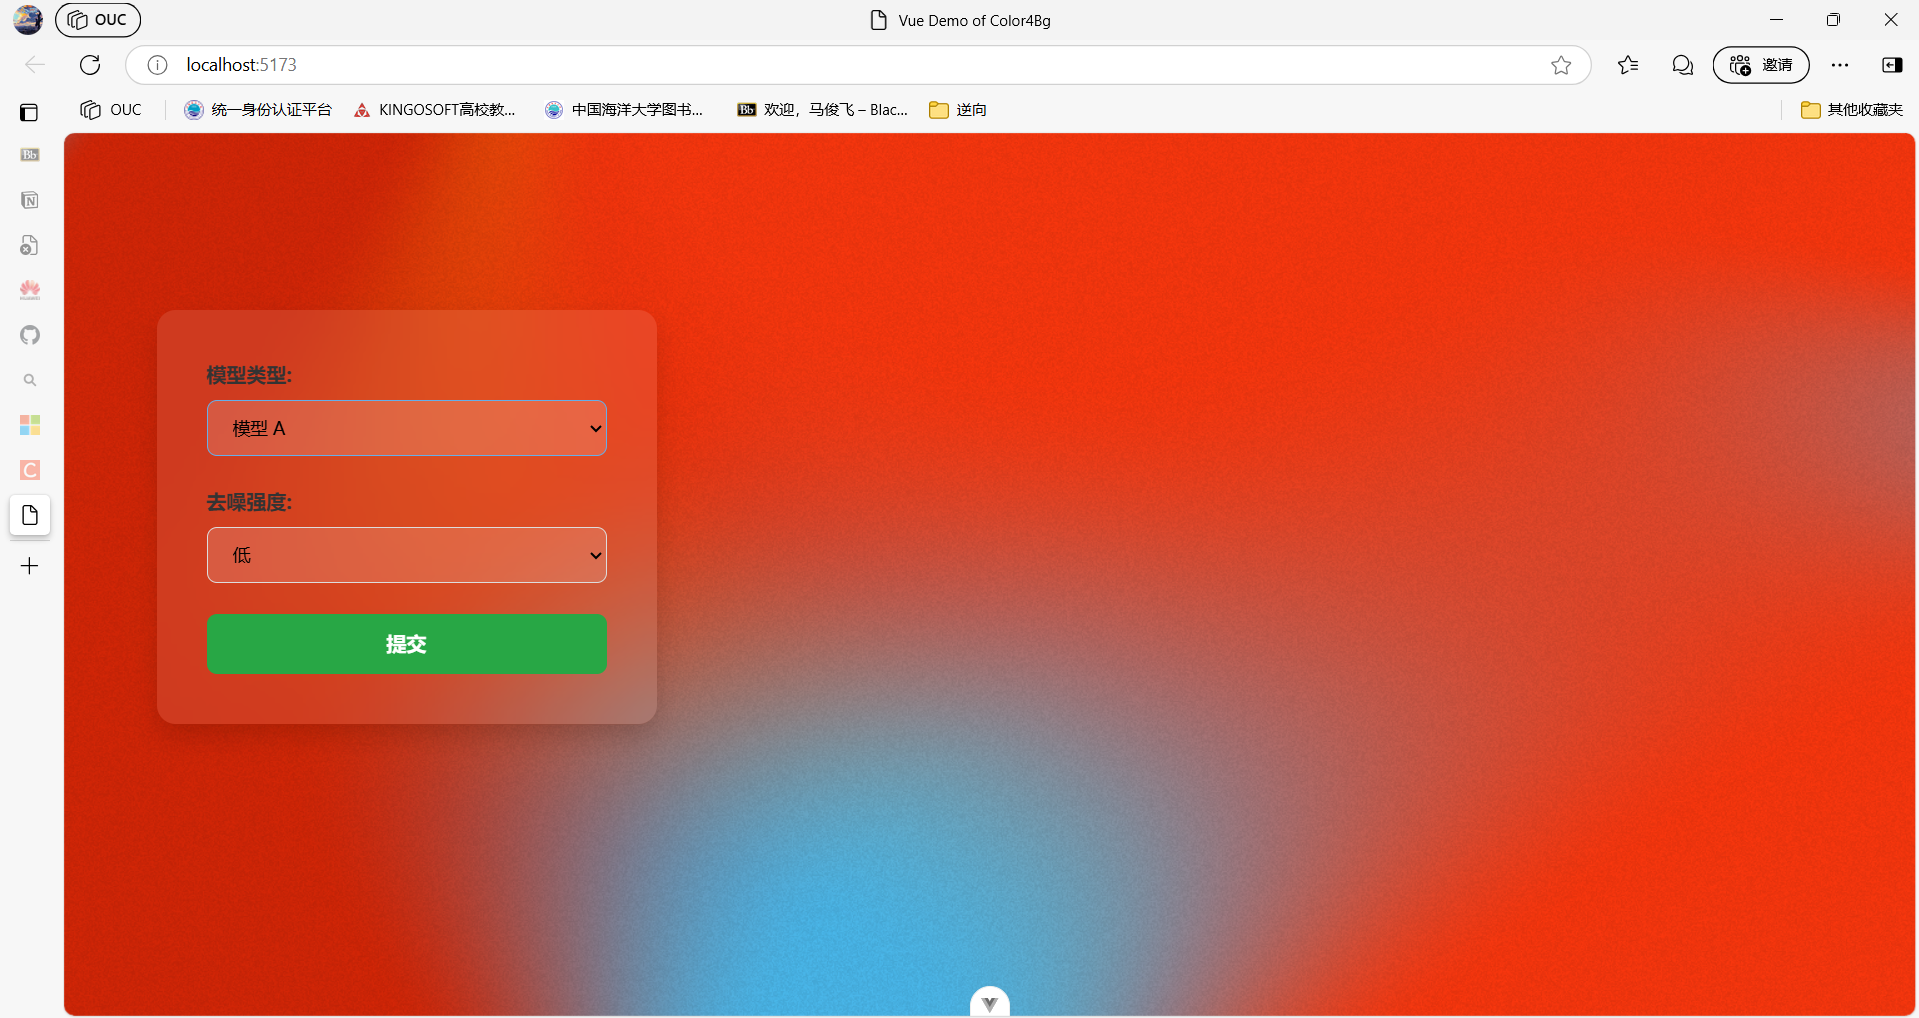 OUC
Vue Demo of Color4Bg
localhost:5173
邀请
OUC
统一身份认证平台
KINGOSOFT高校教...
中国海洋大学图书...
Bb
欢迎，马俊飞 – Blac...
逆向
其他收藏夹
Bb
N
C
模型类型:
模型 A
去噪强度:
低
提交